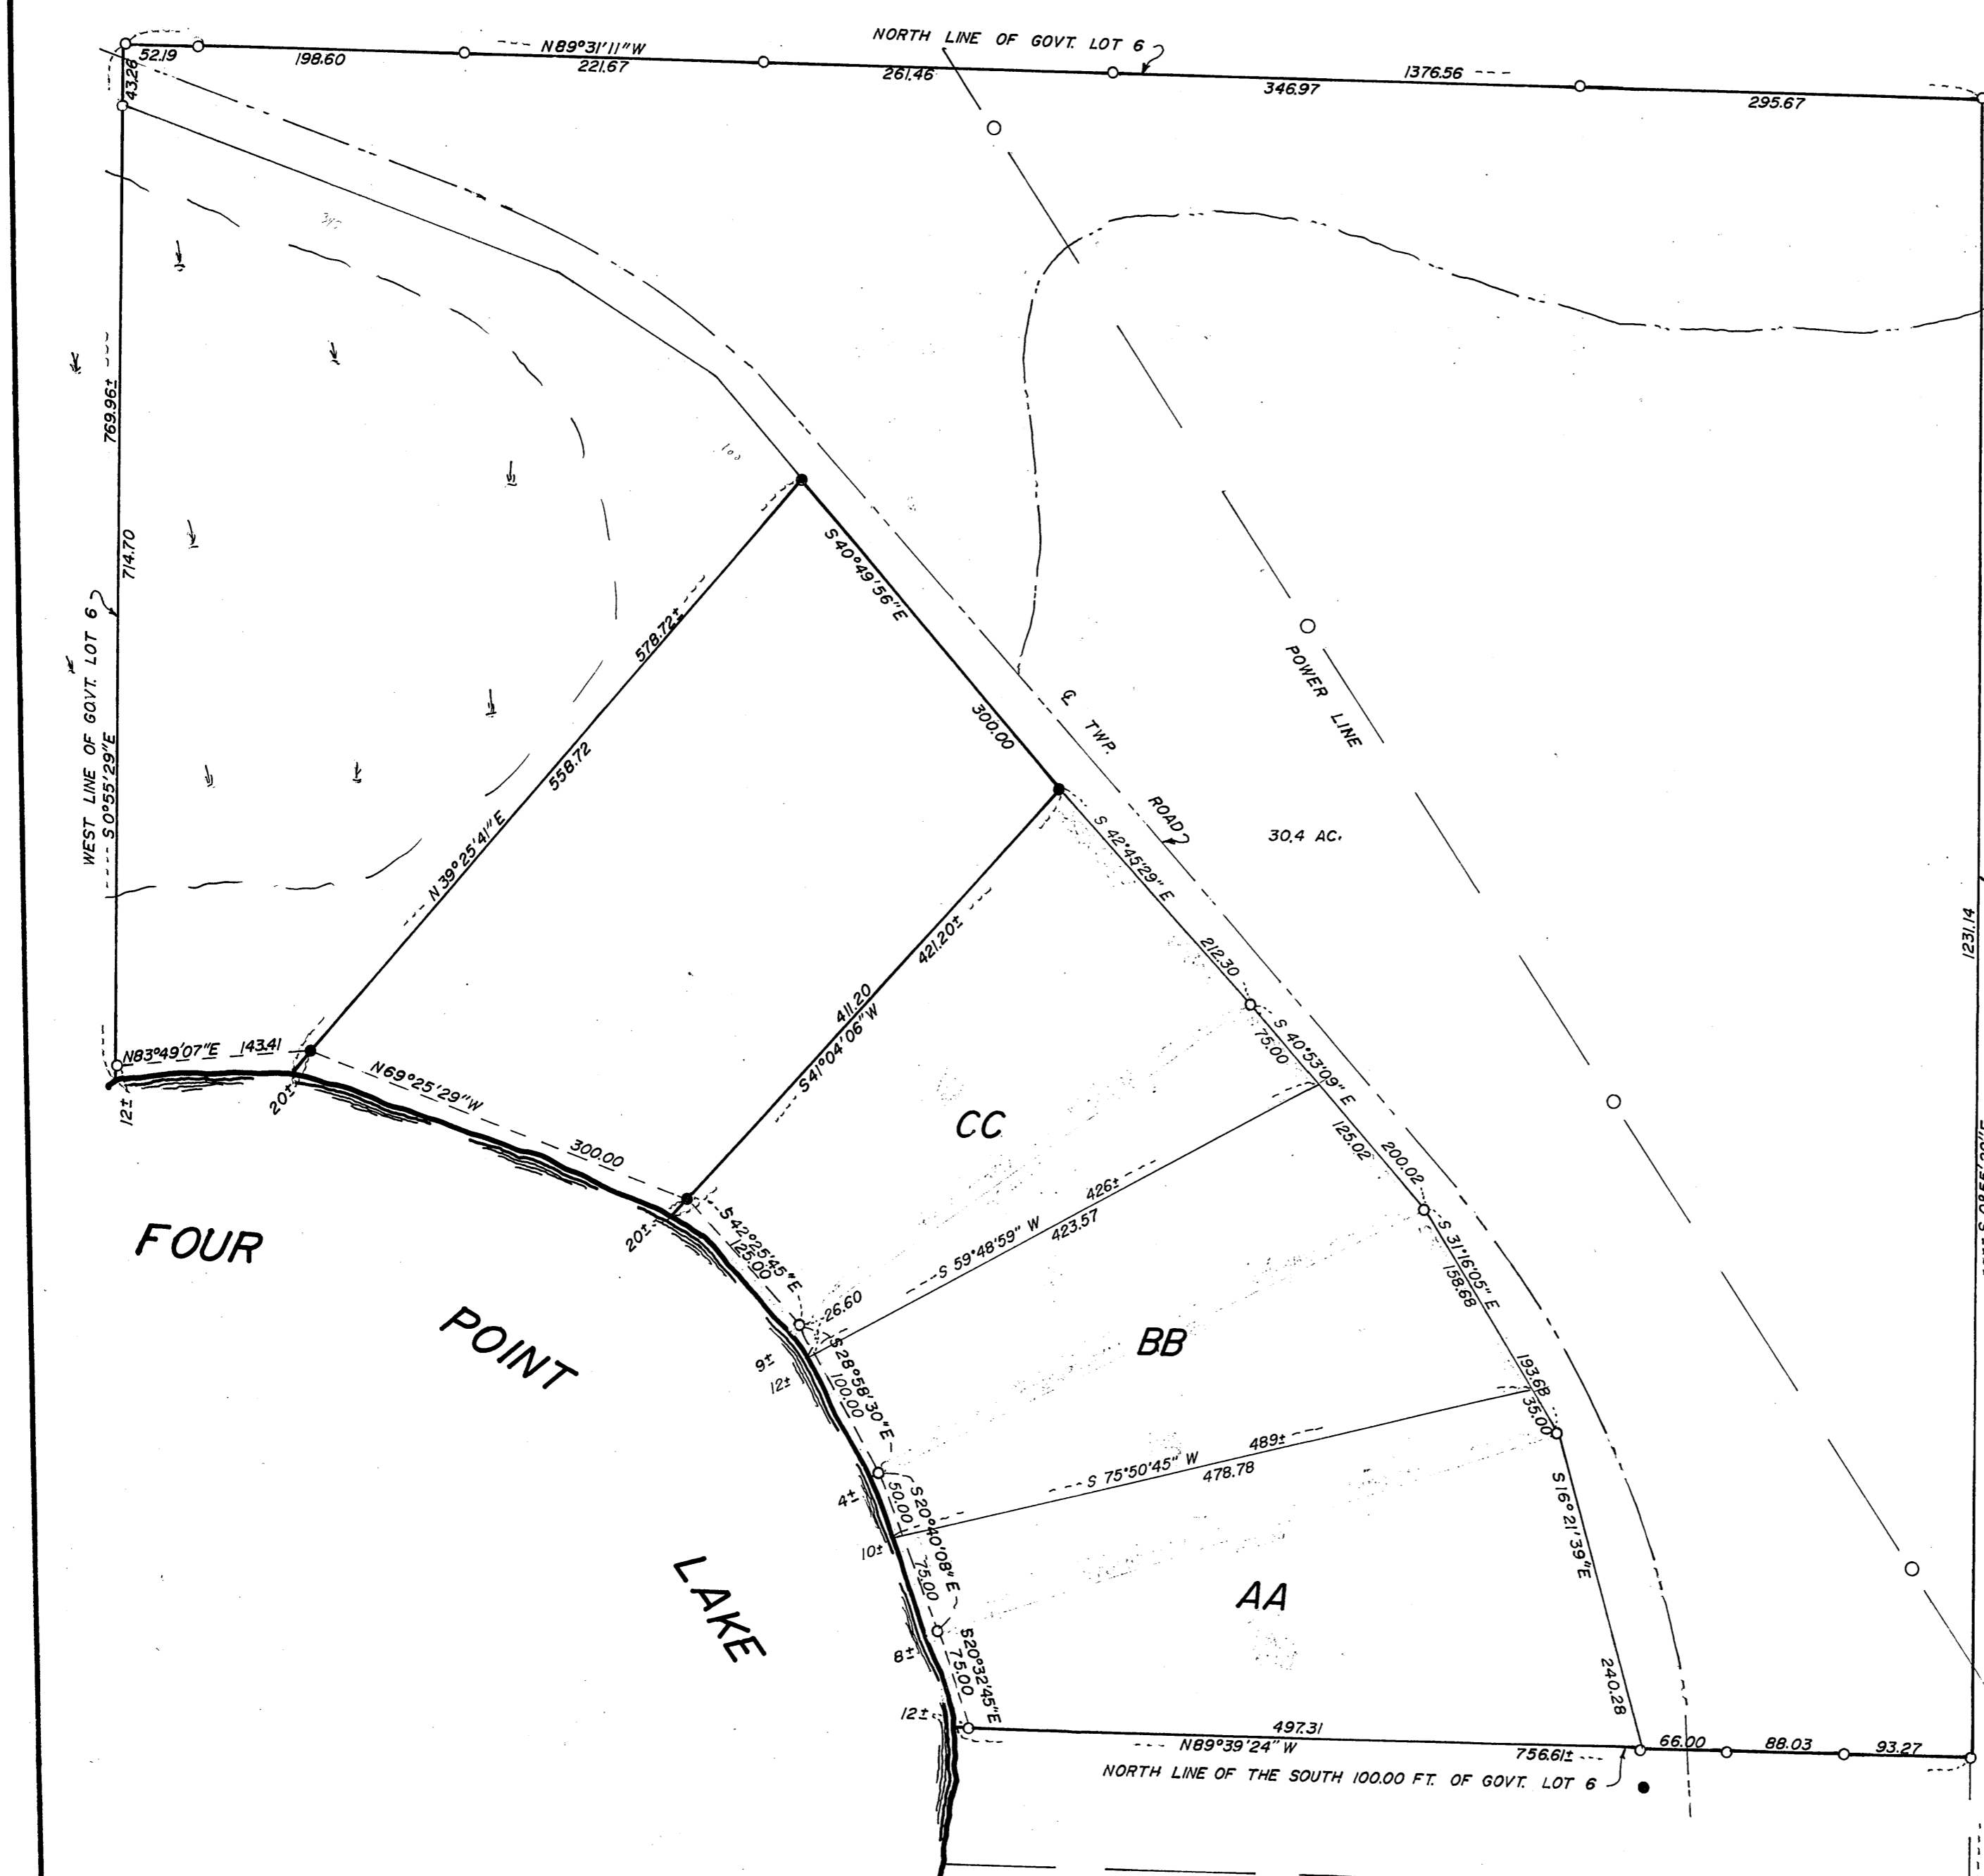 NORTH LINE OF GOVT. LOT 6
N89°31'11"W
1376.56
52.19
198.60
221.67
261.46
346.97
295.67
43.26
769.96±
714.70
WEST LINE OF GOVT. LOT 6
S 0°55'29"E
S 40°49'56"E
300.00
578.72±
558.72
N 39°25'41"E
POWER LINE
℄ TWP. ROAD
30.4 AC.
1231.14
S 42°45'29" E
212.30
421.20±
411.20
S41°04'06"W
N83°49'07"E 143.41
12±
20±
N69°25'29"W
300.00
20±
S 40°53'09" E
75.00
125.02
200.02
CC
426±
S 59°48'59" W
423.57
S 42°25'45"E
125.00
26.60
9±
12±
S 28°58'30"E
100.00
FOUR
POINT
LAKE
BB
S 31°16'05" E
158.68
193.68
35.00
489±
S 75°50'45" W
478.78
4±
50.00
S20°40'08"E
10±
75.00
AA
S16°21'39"E
240.28
8±
S20°32'45"E
75.00
12±
497.31
N89°39'24"W
756.61±
66.00
88.03
93.27
NORTH LINE OF THE SOUTH 100.00 FT. OF GOVT. LOT 6